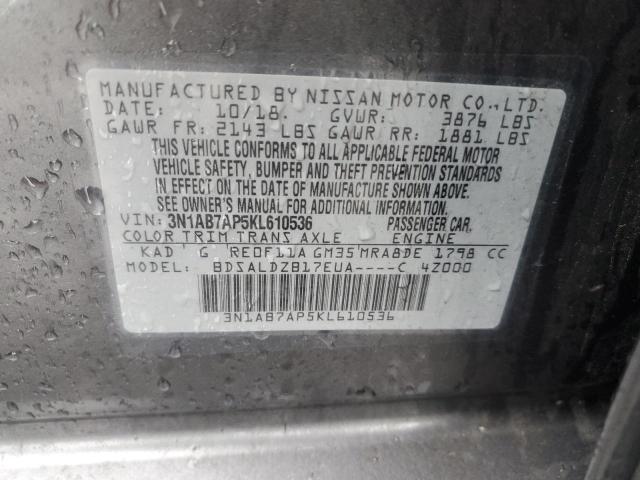 MANUFACTURED BY NISSAN MOTOR CO.,LTD.
DATE: 10/18. GVWR: 3876 LBS
GAWR FR: 2143 LBS GAWR RR: 1881 LBS
THIS VEHICLE CONFORMS TO ALL APPLICABLE FEDERAL MOTOR
VEHICLE SAFETY, BUMPER AND THEFT PREVENTION STANDARDS
IN EFFECT ON THE DATE OF MANUFACTURE SHOWN ABOVE.
SEE OWNER'S MANUAL FOR ADDITIONAL INFORMATION.
VIN: 3N1AB7AP5KL610536 PASSENGER CAR.
COLOR TRIM TRANS AXLE ENGINE
KAD G RE0F11A GM35 MRA8DE 1798 CC
MODEL: BDSALDZB17EUA----C 4Z000
3N1AB7AP5KL610536